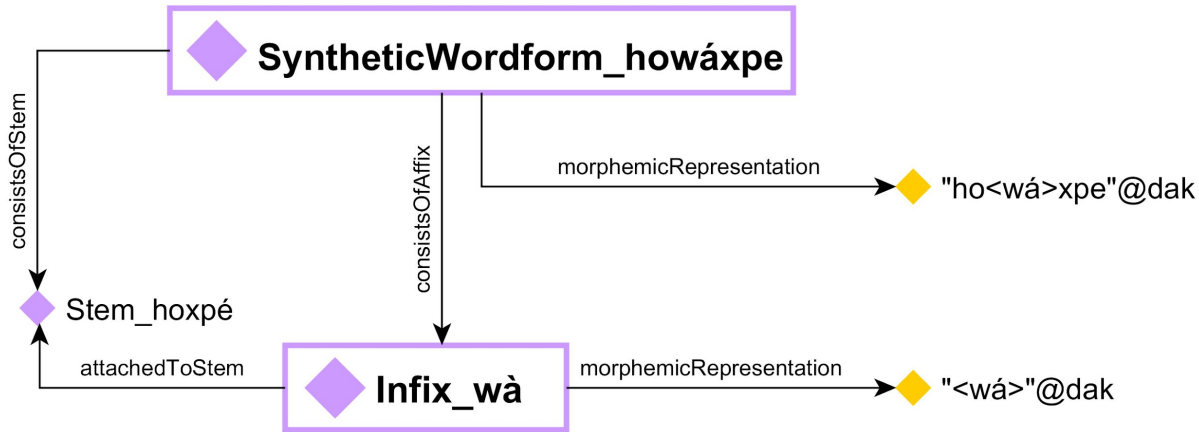 SyntheticWordform_howáxpe
consistsOfStem
consistsOfAffix
morphemicRepresentation
"ho<wá>xpe"@dak
Stem_hoxpé
attachedToStem
Infix_wà
morphemicRepresentation
"<wá>"@dak